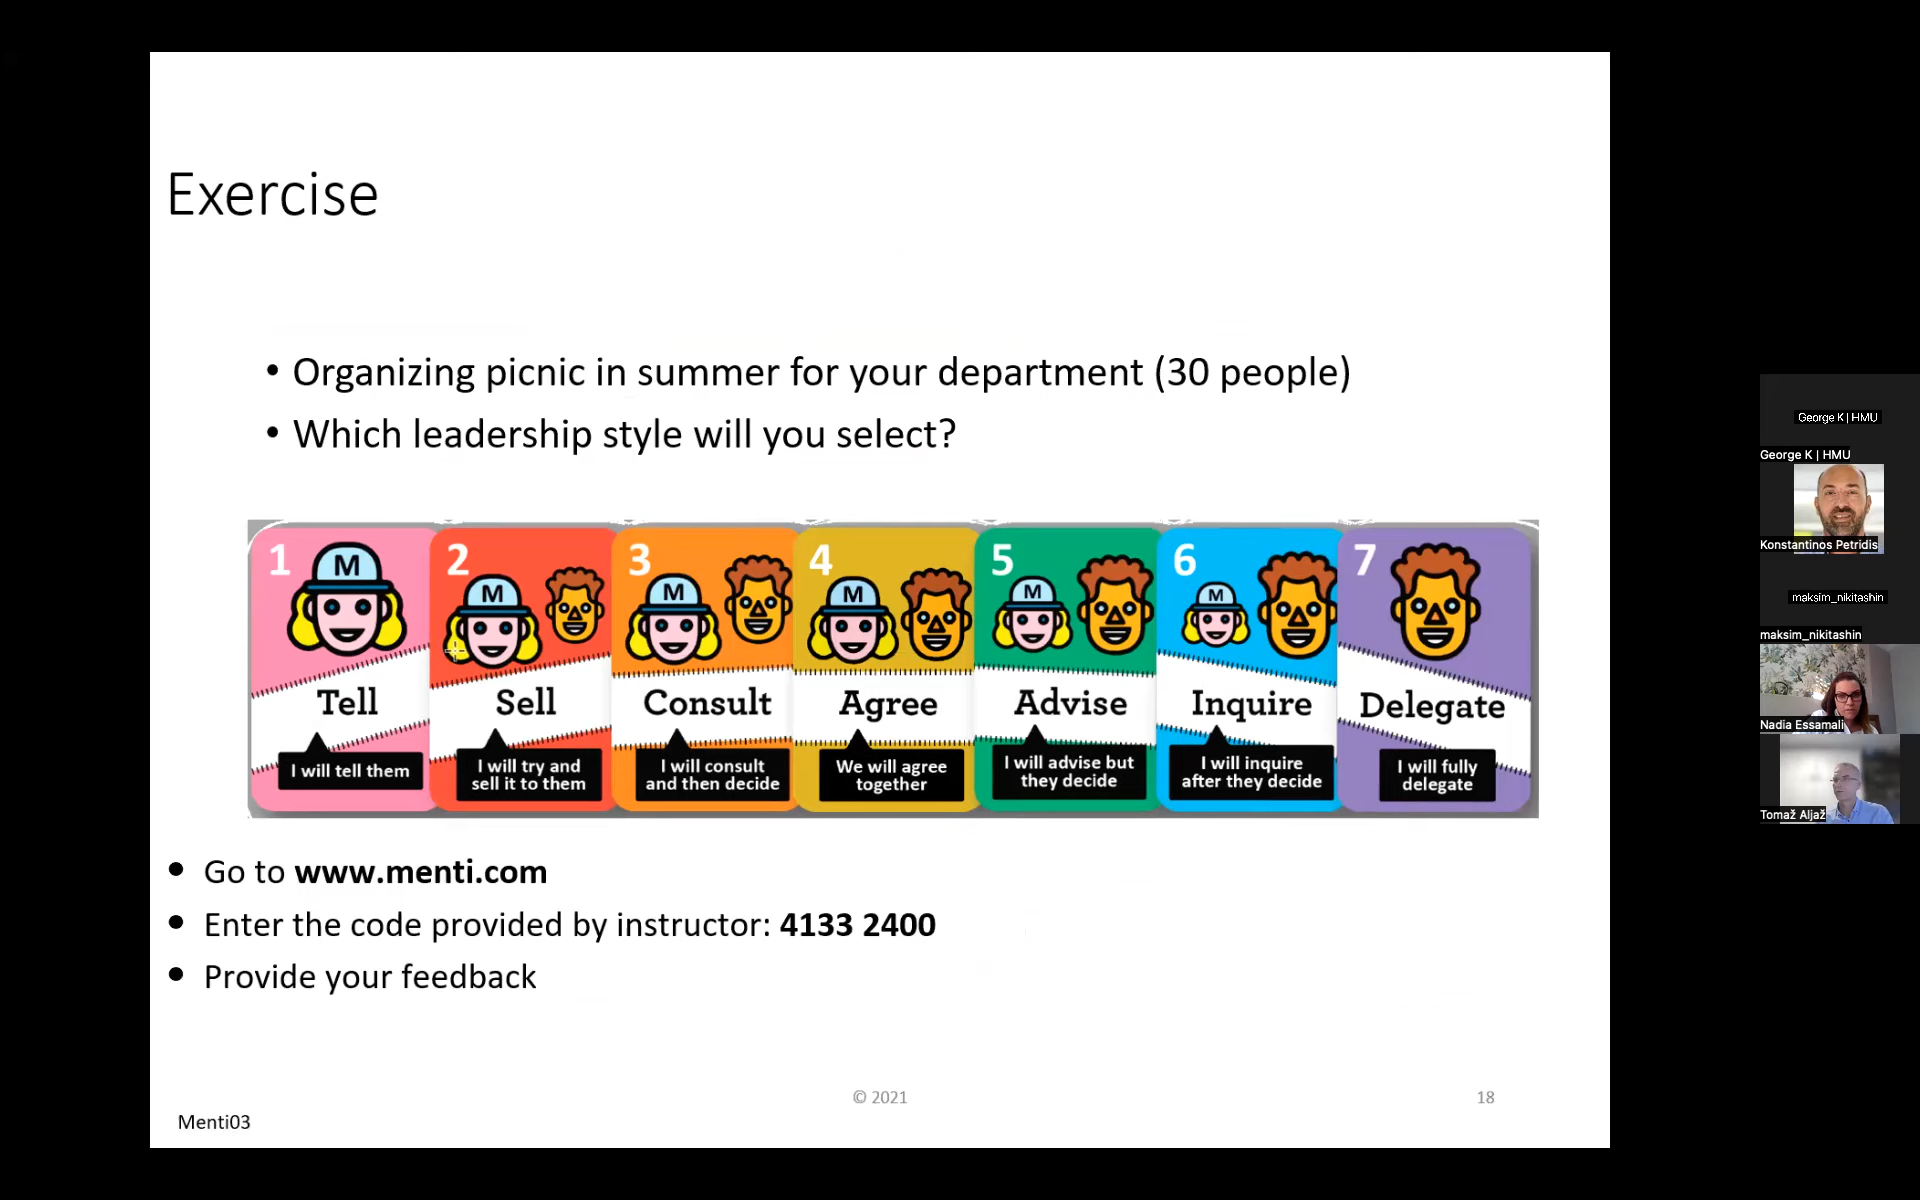 Exercise
• Organizing picnic in summer for your department (30 people)
• Which leadership style will you select?
1
M
Tell
I will tell them
2
M
Sell
I will try and
sell it to them
3
M
Consult
I will consult
and then decide
4
M
Agree
We will agree
together
5
M
Advise
I will advise but
they decide
6
M
Inquire
I will inquire
after they decide
7
Delegate
I will fully
delegate
• Go to www.menti.com
• Enter the code provided by instructor: 4133 2400
• Provide your feedback
© 2021
18
Menti03
George K | HMU
George K | HMU
Konstantinos Petridis
maksim_nikitashin
maksim_nikitashin
Nadia Essamali
Tomaž Aljaž